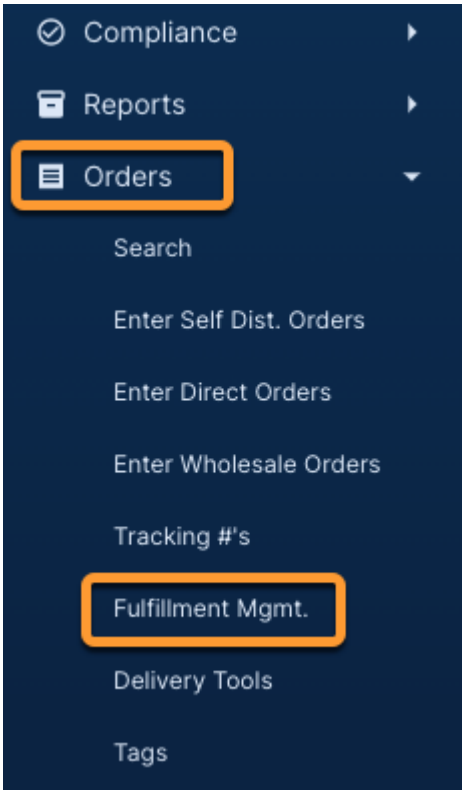 Compliance
Reports
Orders
Search
Enter Self Dist. Orders
Enter Direct Orders
Enter Wholesale Orders
Tracking #'s
Fulfillment Mgmt.
Delivery Tools
Tags